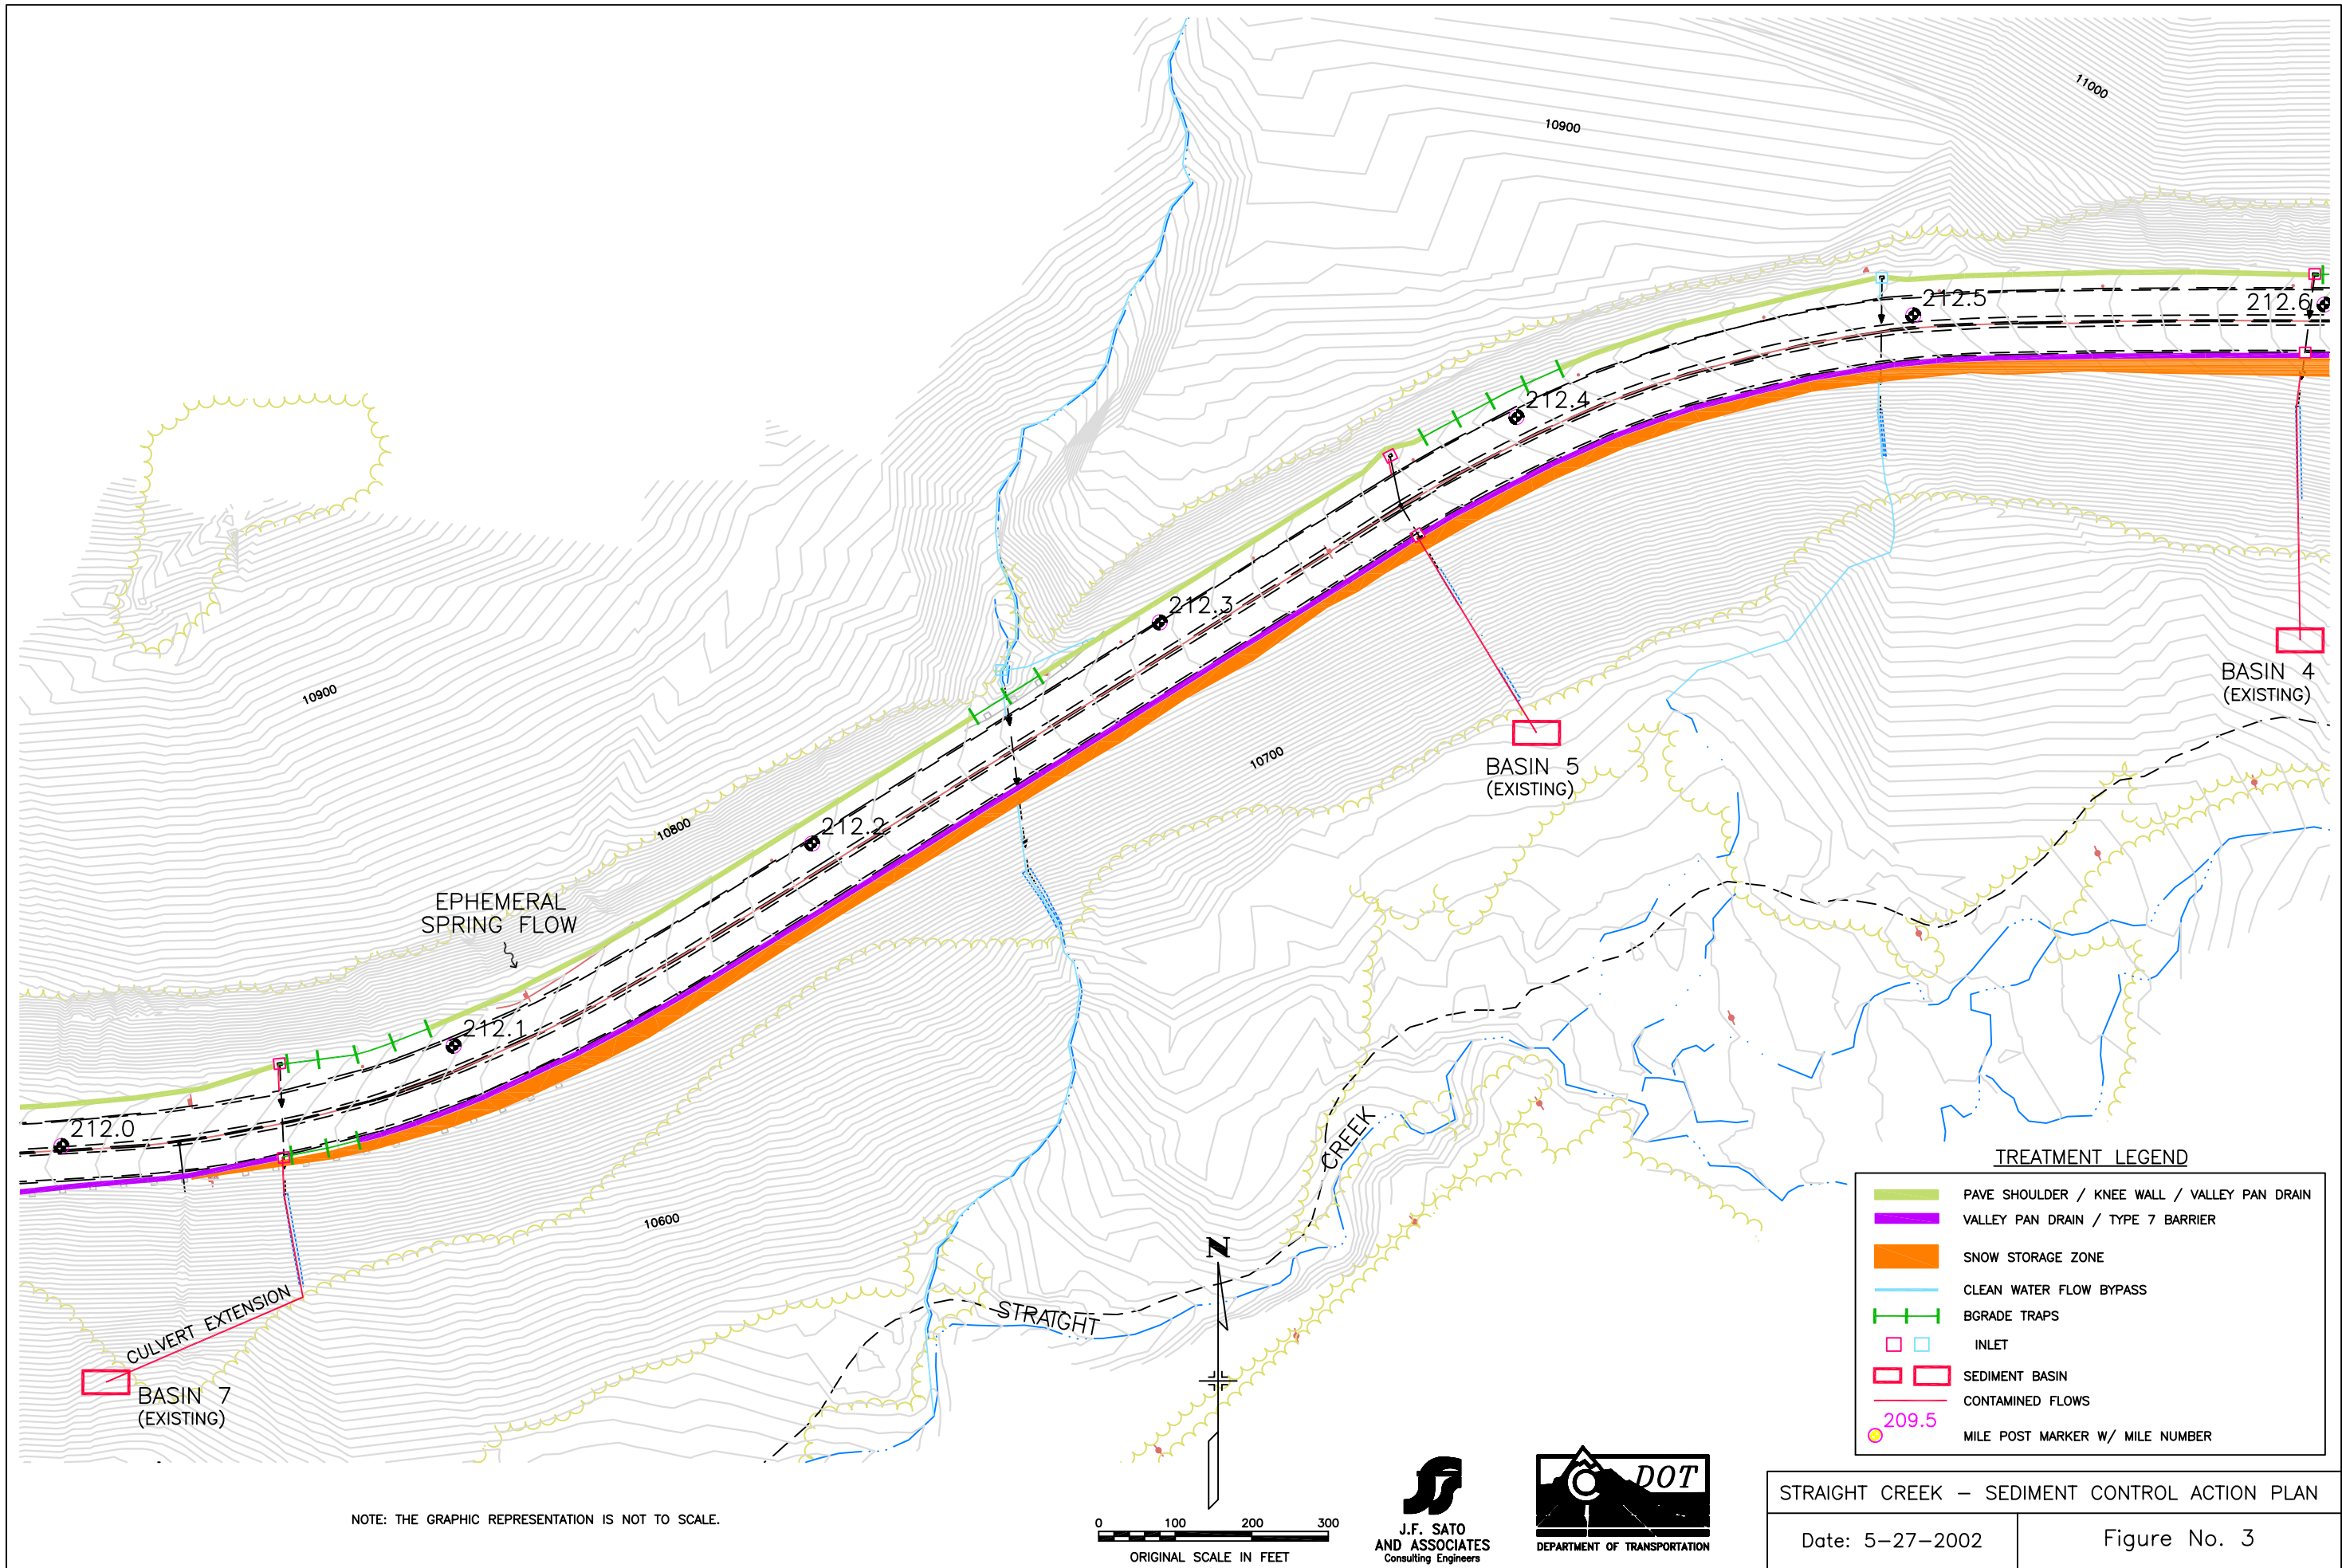 11000
10900
212.5
212.6
212.4
BASIN 4
(EXISTING)
212.3
10900
10700
BASIN 5
(EXISTING)
212.2
10800
EPHEMERAL
SPRING FLOW
212.1
212.0
10600
CREEK
STRAIGHT
N
CULVERT EXTENSION
BASIN 7
(EXISTING)
TREATMENT LEGEND
PAVE SHOULDER / KNEE WALL / VALLEY PAN DRAIN
VALLEY PAN DRAIN / TYPE 7 BARRIER
SNOW STORAGE ZONE
CLEAN WATER FLOW BYPASS
BGRADE TRAPS
INLET
SEDIMENT BASIN
CONTAMINED FLOWS
209.5
MILE POST MARKER W/ MILE NUMBER
NOTE: THE GRAPHIC REPRESENTATION IS NOT TO SCALE.
0 100 200 300
ORIGINAL SCALE IN FEET
J.F. SATO
AND ASSOCIATES
Consulting Engineers
C DOT
DEPARTMENT OF TRANSPORTATION
STRAIGHT CREEK – SEDIMENT CONTROL ACTION PLAN
Date: 5-27-2002
Figure No. 3